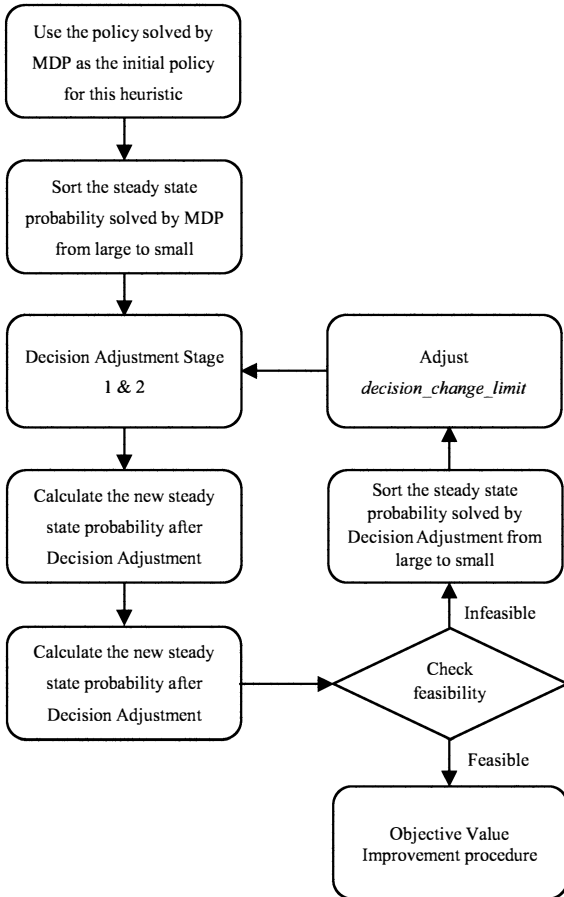 Use the policy solved by
MDP as the initial policy
for this heuristic
Sort the steady state
probability solved by MDP
from large to small
Decision Adjustment Stage
1 & 2
Adjust
decision_change_limit
Calculate the new steady
state probability after
Decision Adjustment
Sort the steady state
probability solved by
Decision Adjustment from
large to small
Infeasible
Calculate the new steady
state probability after
Decision Adjustment
Check
feasibility
Feasible
Objective Value
Improvement procedure